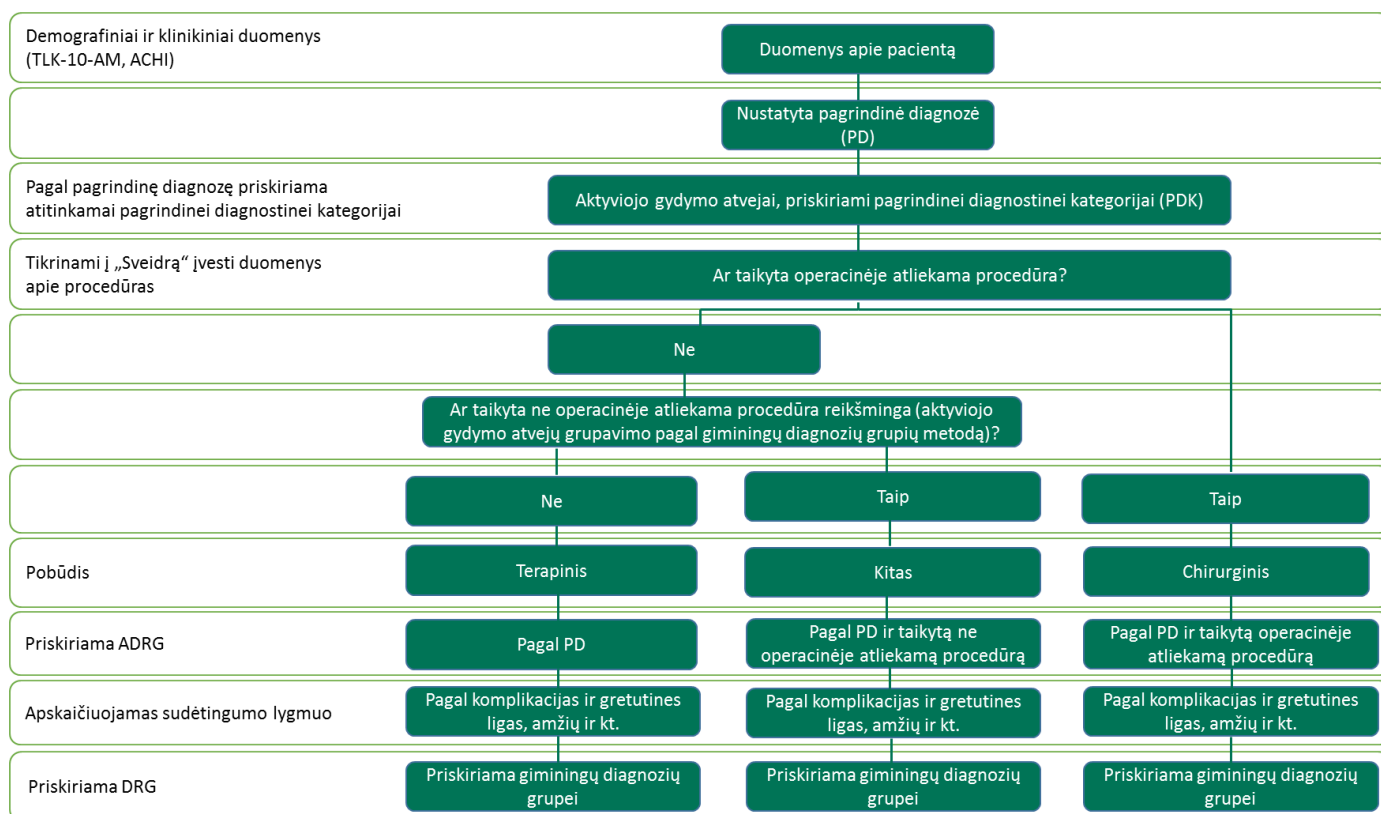 Demografiniai ir klinikiniai duomenys
(TLK-10-AM, ACHI)
Duomenys apie pacientą
Nustatyta pagrindinė diagnozė
(PD)
Pagal pagrindinę diagnozę priskiriama
atitinkamai pagrindinei diagnostinei kategorijai
Aktyviojo gydymo atvejai, priskiriami pagrindinei diagnostinei kategorijai (PDK)
Tikrinami į „Sveidrą“ įvesti duomenys
apie procedūras
Ar taikyta operacinėje atliekama procedūra?
Ne
Ar taikyta ne operacinėje atliekama procedūra reikšminga (aktyviojo
gydymo atvejų grupavimo pagal giminingų diagnozių grupių metodą)?
Ne
Taip
Taip
Pobūdis
Terapinis
Kitas
Chirurginis
Priskiriama ADRG
Pagal PD
Pagal PD ir taikytą ne
operacinėje atliekamą procedūrą
Pagal PD ir taikytą operacinėje
atliekamą procedūrą
Apskaičiuojamas sudėtingumo lygmuo
Pagal komplikacijas ir gretutines
ligas, amžių ir kt.
Pagal komplikacijas ir gretutines
ligas, amžių ir kt.
Pagal komplikacijas ir gretutines
ligas, amžių ir kt.
Priskiriama DRG
Priskiriama giminingų diagnozių
grupei
Priskiriama giminingų diagnozių
grupei
Priskiriama giminingų diagnozių
grupei